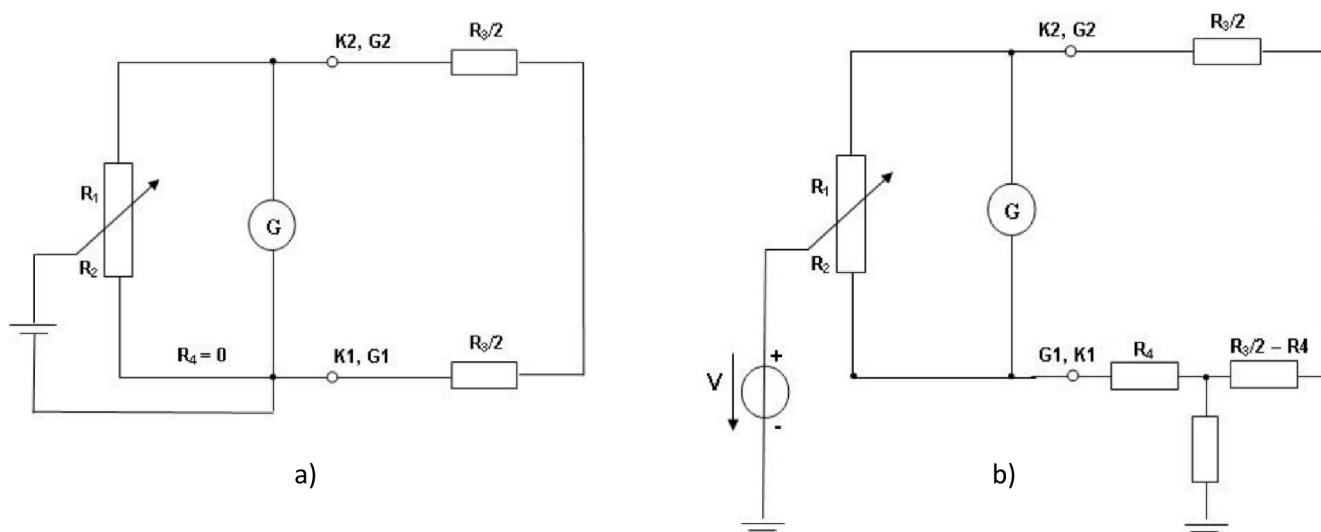 K2, G2
R3/2
R1
G
R2
R4 = 0
K1, G1
R3/2
a)
K2, G2
R3/2
R1
G
R2
G1, K1
R4
R3/2 – R4
V
+
-
b)